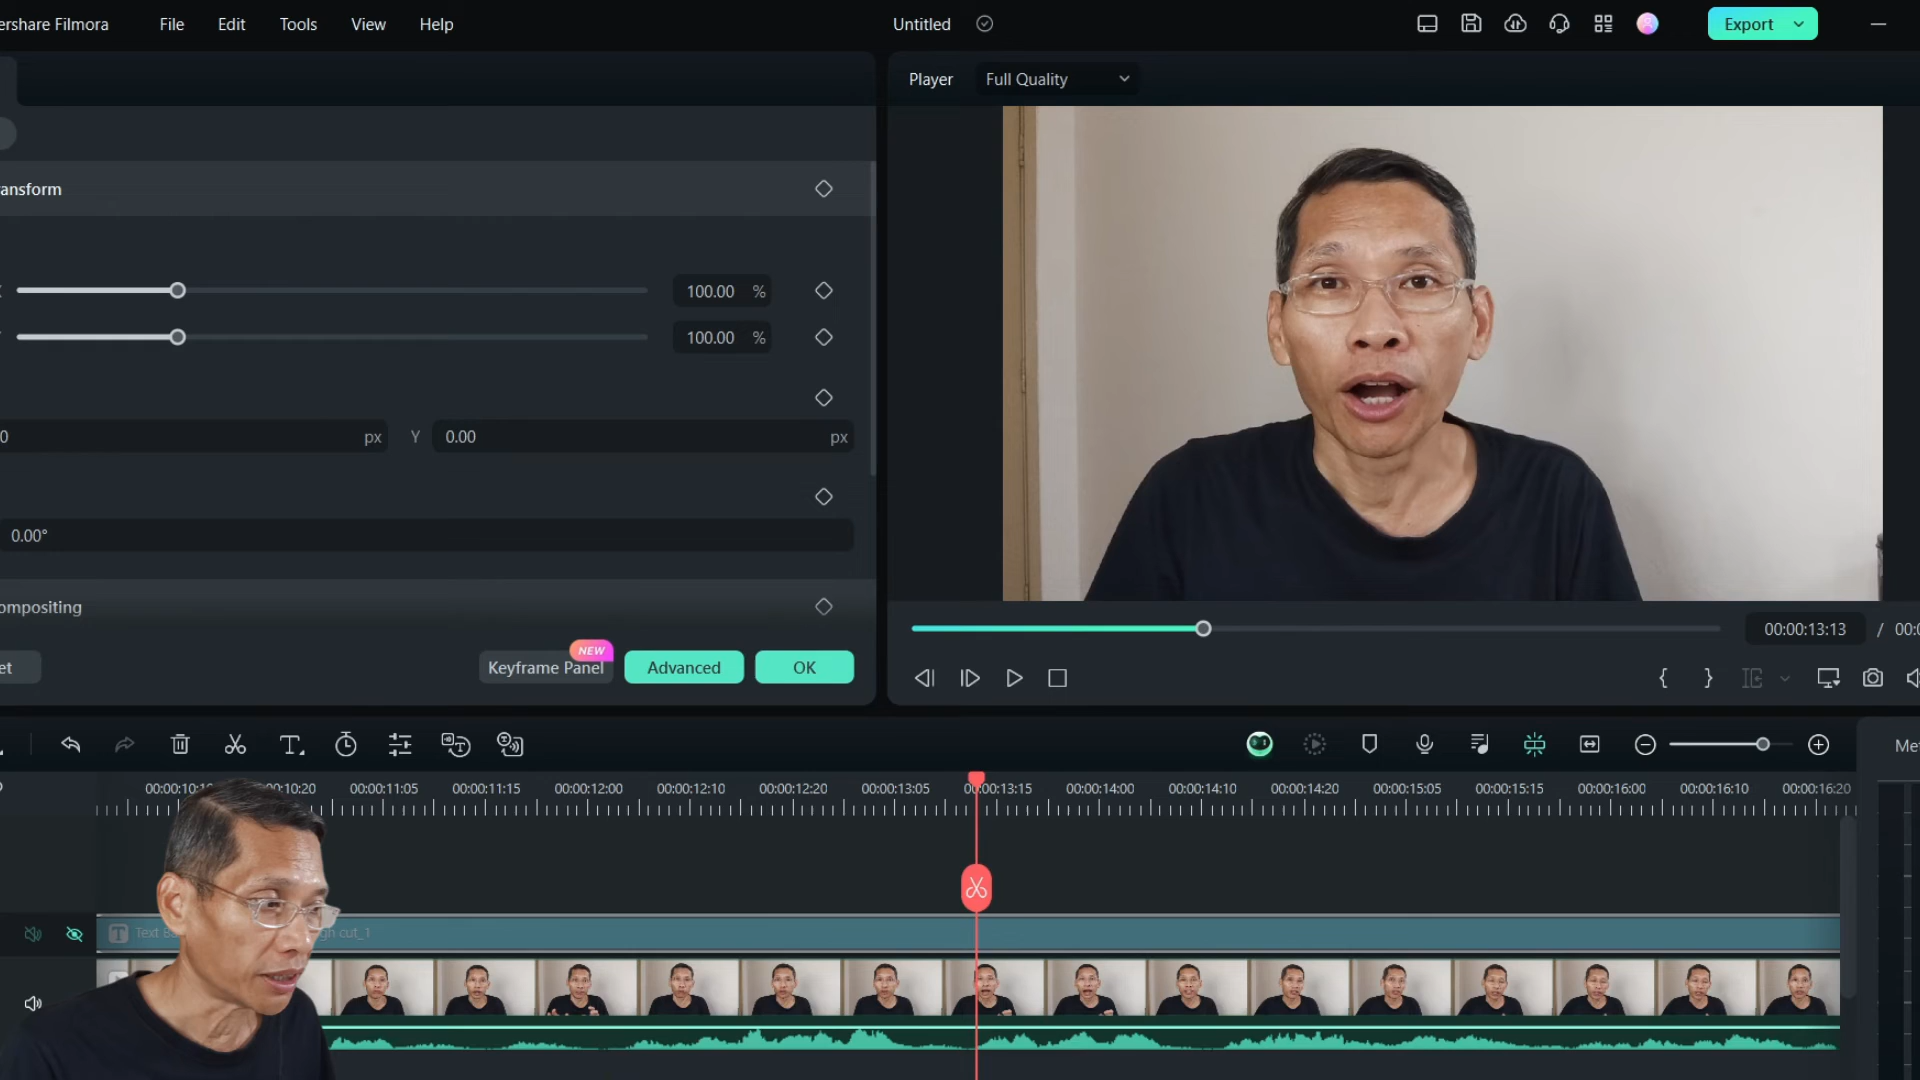 ershare Filmora File Edit Tools View Help Untitled Export
Player Full Quality
ansform
100.00 %
100.00 %
0 px Y 0.00 px
0.00°
ompositing
et NEW Keyframe Panel Advanced OK
00:00:13:13 / 00:0
Me
00:00:10:1 0:10:20 00:00:11:05 00:00:11:15 00:00:12:00 00:00:12:10 00:00:12:20 00:00:13:05 00:00:13:15 00:00:14:00 00:00:14:10 00:00:14:20 00:00:15:05 00:00:15:15 00:00:16:00 00:00:16:10 00:00:16:20
Text B gh cut_1